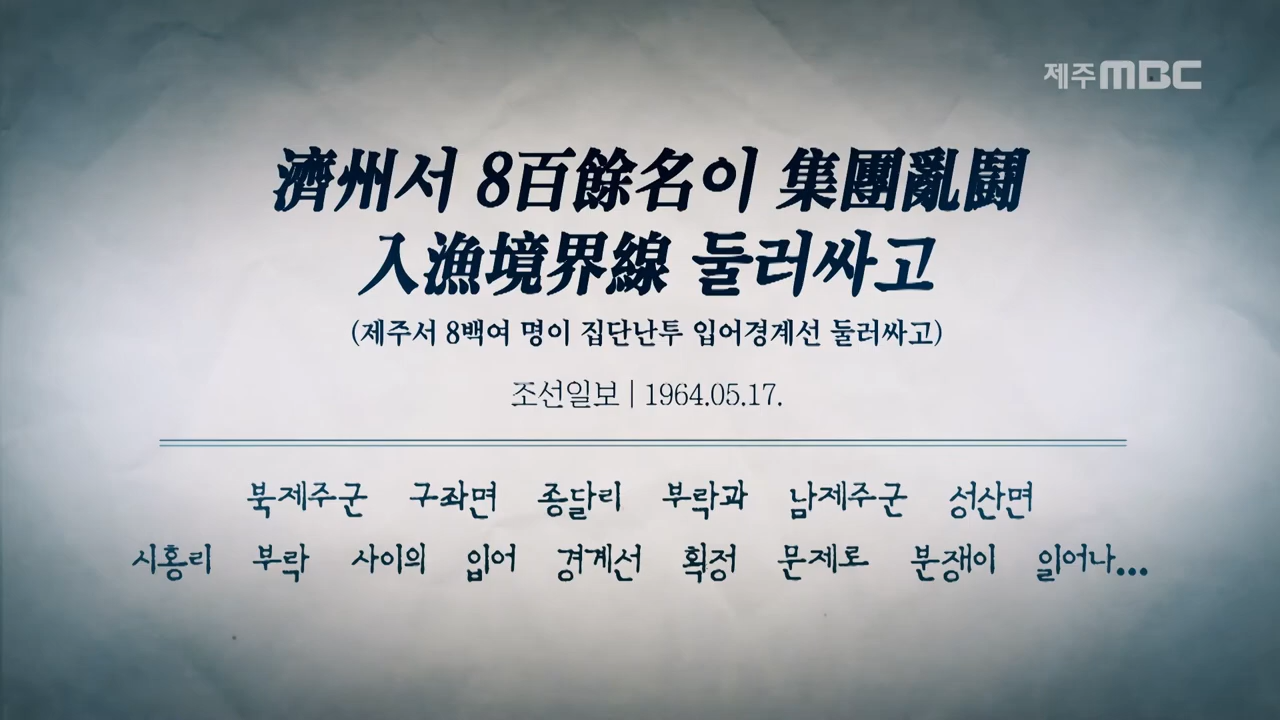 제주MBC
濟州서 8百餘名이 集團亂鬪
入漁境界線 둘러싸고
(제주서 8백여 명이 집단난투 입어경계선 둘러싸고)
조선일보 | 1964.05.17.
북제주군 구좌면 종달리 부락과 남제주군 성산면
시흥리 부락 사이의 입어 경계선 획정 문제로 분쟁이 일어나...